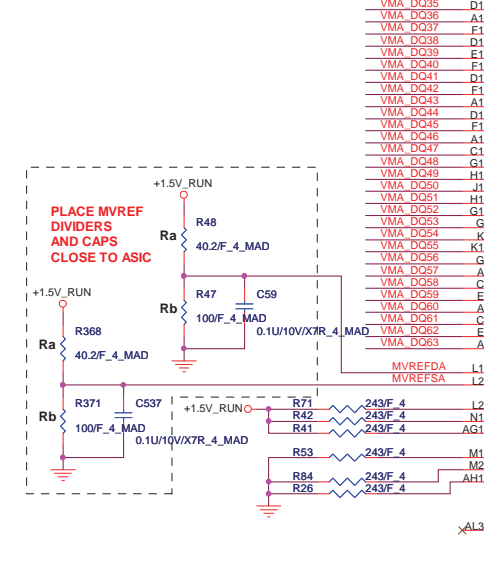 VMA_DQ35 D1
VMA_DQ36 A1
VMA_DQ37 F1
VMA_DQ38 D1
VMA_DQ39 E1
VMA_DQ40 F1
VMA_DQ41 D1
VMA_DQ42 F1
VMA_DQ43 A1
VMA_DQ44 D1
VMA_DQ45 F1
VMA_DQ46 A1
VMA_DQ47 C1
VMA_DQ48 G1
VMA_DQ49 H1
VMA_DQ50 J1
VMA_DQ51 H1
VMA_DQ52 G1
VMA_DQ53 G
VMA_DQ54 K
VMA_DQ55 K1
VMA_DQ56 G
VMA_DQ57 A
VMA_DQ58 C
VMA_DQ59 E
VMA_DQ60 A
VMA_DQ61 C
VMA_DQ62 E
VMA_DQ63 A
MVREFDA L1
MVREFSA L2
PLACE MVREF
DIVIDERS
AND CAPS
CLOSE TO ASIC
+1.5V_RUN
Ra
R48
40.2/F_4_MAD
Rb
R47
100/F_4_MAD
C59
0.1U/10V/X7R_4_MAD
+1.5V_RUN
Ra
R368
40.2/F_4_MAD
Rb
R371
100/F_4_MAD
C537
0.1U/10V/X7R_4_MAD
+1.5V_RUN
R71 243/F_4 L2
R42 243/F_4 N1
R41 243/F_4 AG1
R53 243/F_4 M1
R84 243/F_4 M2
R26 243/F_4 AH1
AL3